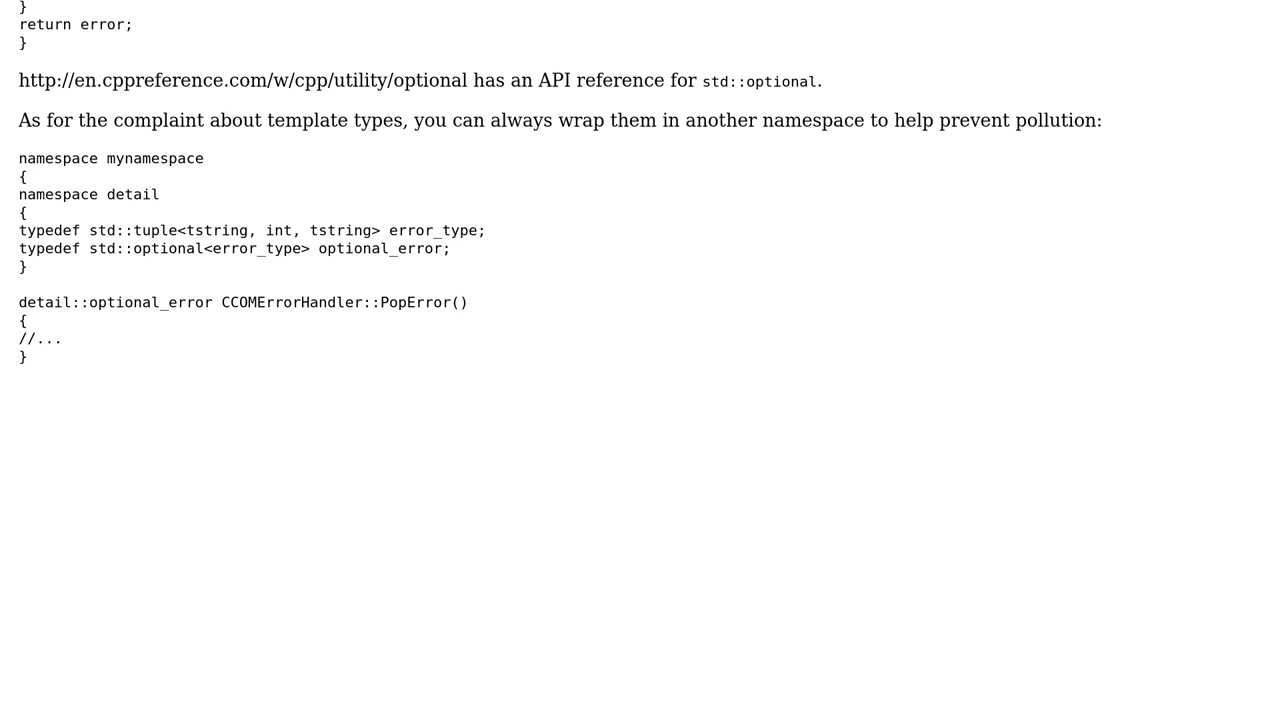 }
return error;
}
http://en.cppreference.com/w/cpp/utility/optional has an API reference for std::optional.
As for the complaint about template types, you can always wrap them in another namespace to help prevent pollution:
namespace mynamespace
{
namespace detail
{
typedef std::tuple<tstring, int, tstring> error_type;
typedef std::optional<error_type> optional_error;
}
detail::optional_error CCOMErrorHandler::PopError()
{
//...
}